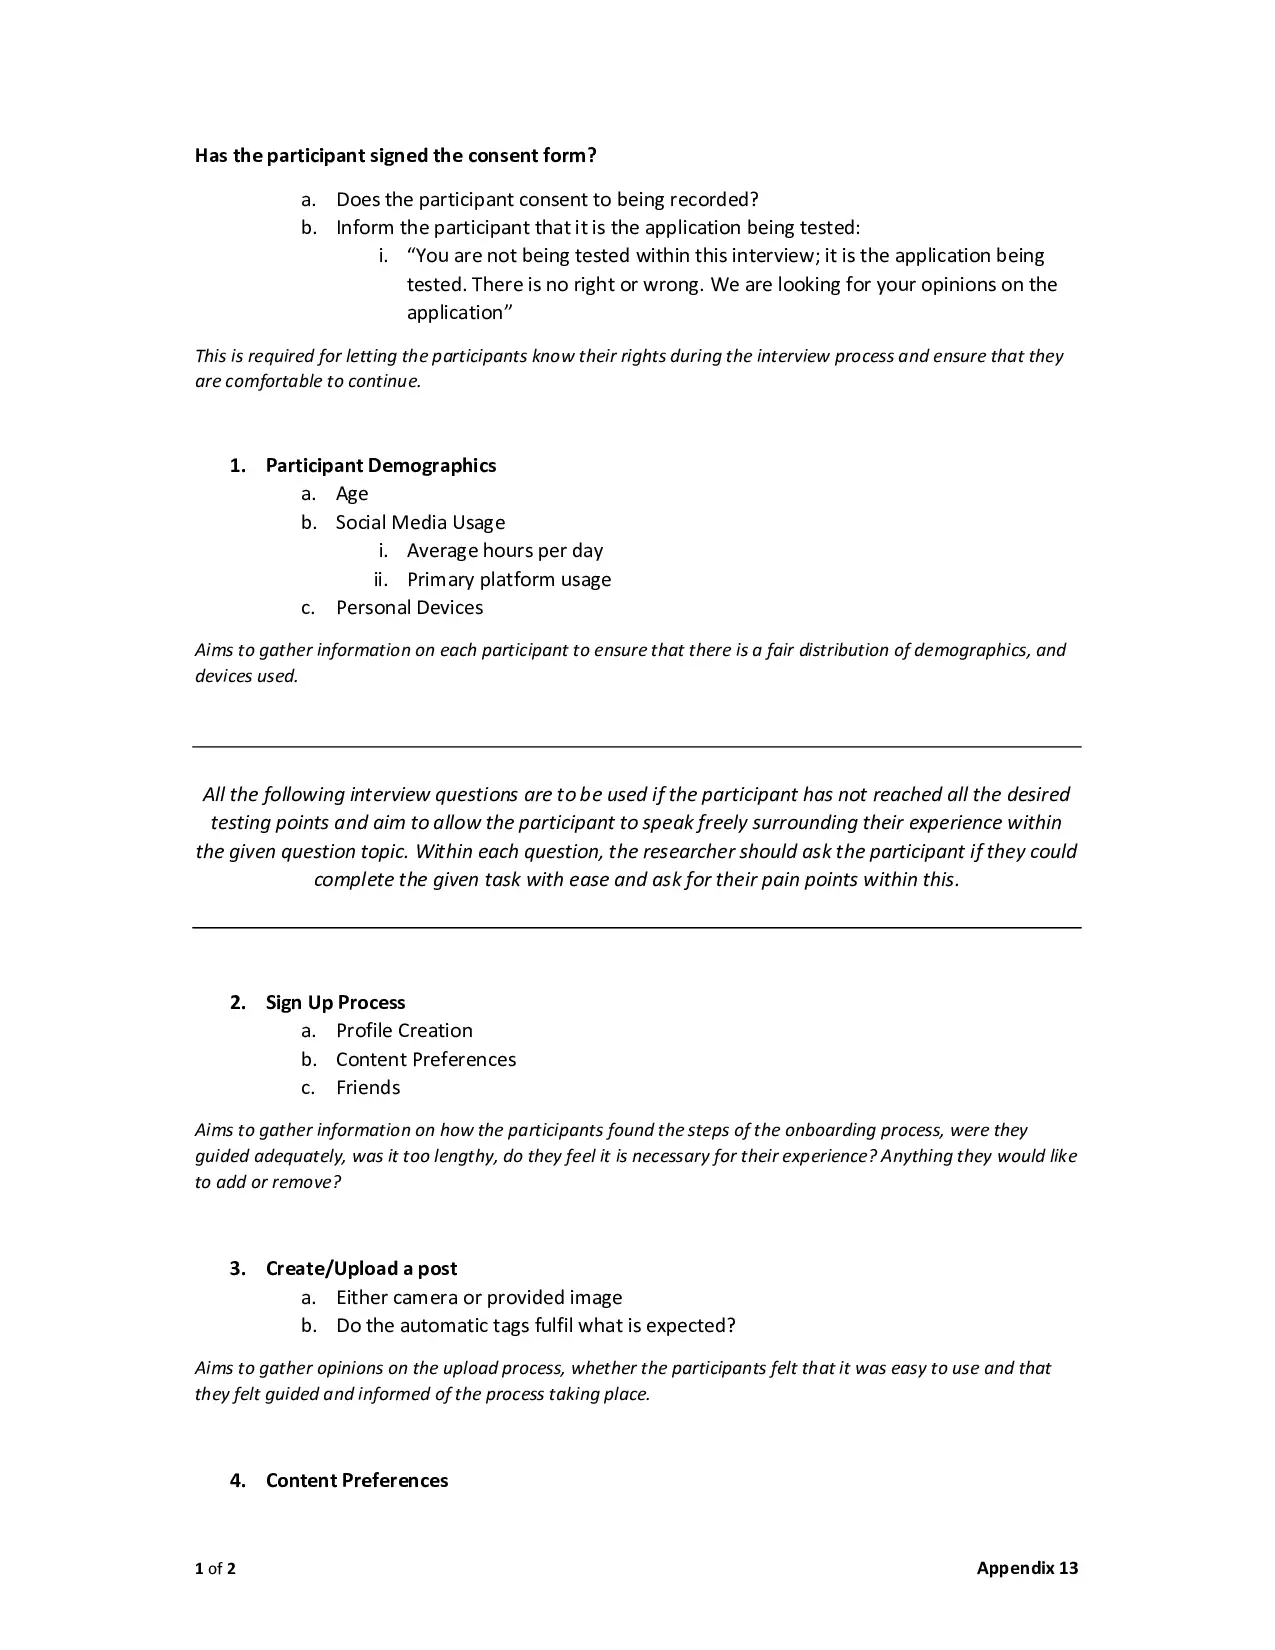 Has the participant signed the consent form?
a. Does the participant consent to being recorded?
b. Inform the participant that it is the application being tested:
i. “You are not being tested within this interview; it is the application being
tested. There is no right or wrong. We are looking for your opinions on the
application”
This is required for letting the participants know their rights during the interview process and ensure that they
are comfortable to continue.
1. Participant Demographics
a. Age
b. Social Media Usage
i. Average hours per day
ii. Primary platform usage
c. Personal Devices
Aims to gather information on each participant to ensure that there is a fair distribution of demographics, and
devices used.
All the following interview questions are to be used if the participant has not reached all the desired
testing points and aim to allow the participant to speak freely surrounding their experience within
the given question topic. Within each question, the researcher should ask the participant if they could
complete the given task with ease and ask for their pain points within this.
2. Sign Up Process
a. Profile Creation
b. Content Preferences
c. Friends
Aims to gather information on how the participants found the steps of the onboarding process, were they
guided adequately, was it too lengthy, do they feel it is necessary for their experience? Anything they would like
to add or remove?
3. Create/Upload a post
a. Either camera or provided image
b. Do the automatic tags fulfil what is expected?
Aims to gather opinions on the upload process, whether the participants felt that it was easy to use and that
they felt guided and informed of the process taking place.
4. Content Preferences
1 of 2 Appendix 13